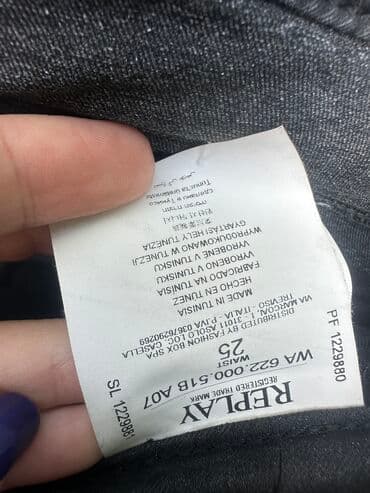 REPLAY
REGISTERED TRADE MARK
WA 622.000.51B A07
WAIST
25
DISTRIBUTED BY FASHION BOX SPA
VIA MARCONI, 1 - 31011 ASOLO LOC. CASELLA
TREVISO - ITALIA - P.IVA 03676290269
MADE IN TUNISIA
HECHO EN TUNEZ
FABRICADO NA TUNISIA
VYROBENO V TUNISKU
VYROBENÉ V TUNISKU
WYPRODUKOWANO W TUNEZJI
GYÁRTÁSI HELY TUNÉZIA
PF 1229880
SL 1229881